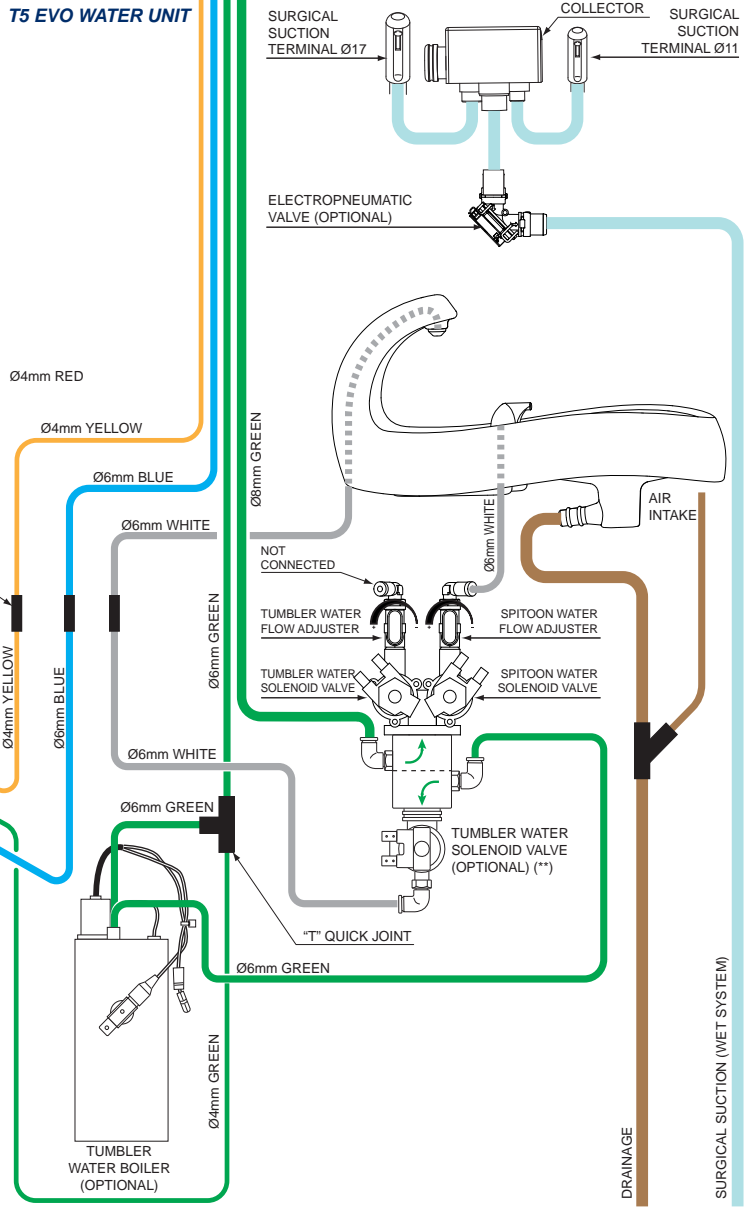 T5 EVO WATER UNIT
SURGICAL
SUCTION
TERMINAL Ø17
COLLECTOR
SURGICAL
SUCTION
TERMINAL Ø11
ELECTROPNEUMATIC
VALVE (OPTIONAL)
Ø4mm RED
Ø4mm YELLOW
Ø6mm BLUE
Ø8mm GREEN
Ø6mm WHITE
Ø6mm WHITE
AIR
INTAKE
NOT
CONNECTED
TUMBLER WATER
FLOW ADJUSTER
+
-
+
-
SPITOON WATER
FLOW ADJUSTER
Ø6mm GREEN
TUMBLER WATER
SOLENOID VALVE
SPITOON WATER
SOLENOID VALVE
Ø4mm YELLOW
Ø6mm BLUE
Ø6mm WHITE
Ø6mm GREEN
TUMBLER WATER
SOLENOID VALVE
(OPTIONAL) (**)
"T" QUICK JOINT
Ø6mm GREEN
Ø4mm GREEN
TUMBLER
WATER BOILER
(OPTIONAL)
DRAINAGE
SURGICAL SUCTION (WET SYSTEM)